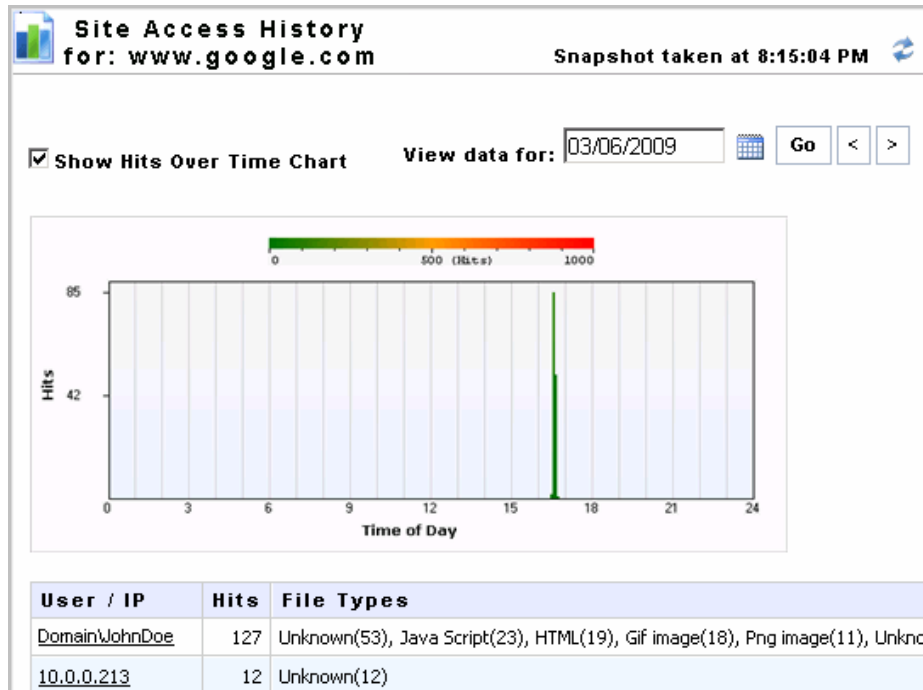 Site Access History
for: www.google.com
Snapshot taken at 8:15:04 PM
Show Hits Over Time Chart
View data for: 03/06/2009 Go < >
0 500 (Hits) 1000
85
42
Hits
0 3 6 9 12 15 18 21 24
Time of Day
User / IP Hits File Types
Domain\JohnDoe 127 Unknown(53), Java Script(23), HTML(19), Gif image(18), Png image(11), Unkno
10.0.0.213 12 Unknown(12)